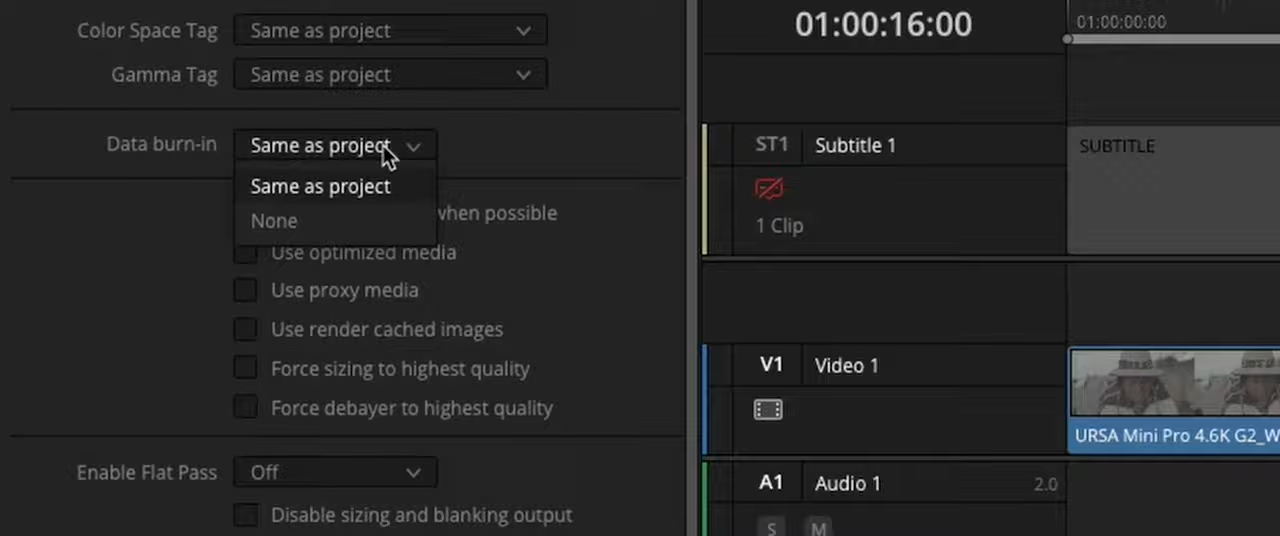 Color Space Tag Same as project
Gamma Tag Same as project
Data burn-in Same as project
Same as project
None
when possible
Use optimized media
Use proxy media
Use render cached images
Force sizing to highest quality
Force debayer to highest quality
Enable Flat Pass Off
Disable sizing and blanking output
01:00:16:00
01:00:00:00
ST1 Subtitle 1
SUBTITLE
1 Clip
V1 Video 1
URSA Mini Pro 4.6K G2_W
A1 Audio 1 2.0
S M